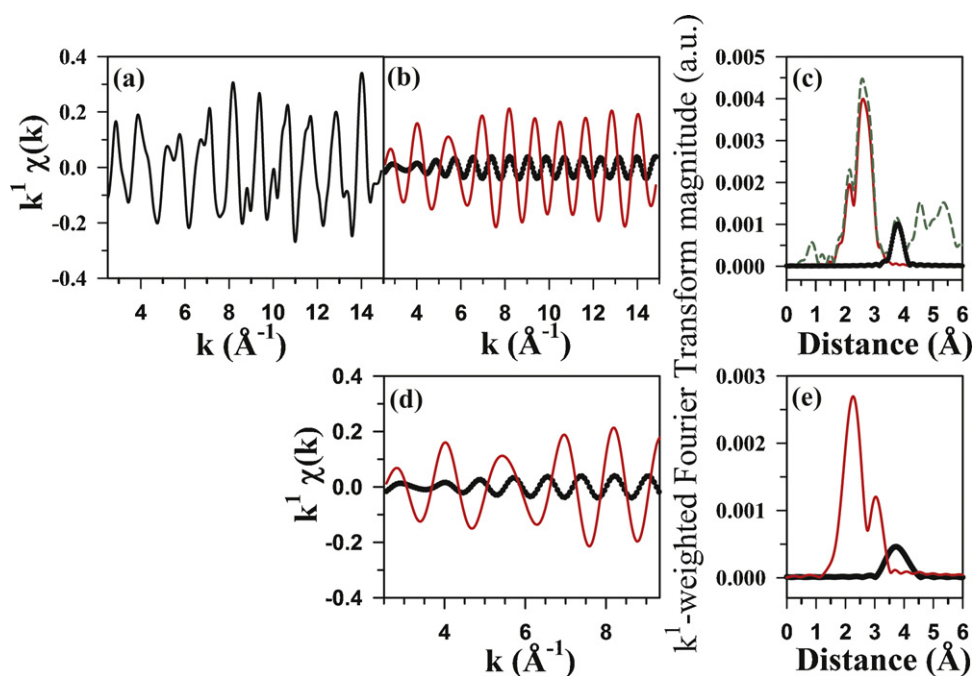 (a)
0.4
0.2
0.0
-0.2
-0.4
k¹ χ(k)
4 6 8 10 12 14
k (Å⁻¹)
(b)
4 6 8 10 12 14
k (Å⁻¹)
k¹-weighted Fourier Transform magnitude (a.u.)
(c)
0.005
0.004
0.003
0.002
0.001
0.000
0 1 2 3 4 5 6
Distance (Å)
(d)
0.4
0.2
0.0
-0.2
-0.4
k¹ χ(k)
4 6 8
k (Å⁻¹)
(e)
0.003
0.002
0.001
0.000
0 1 2 3 4 5 6
Distance (Å)